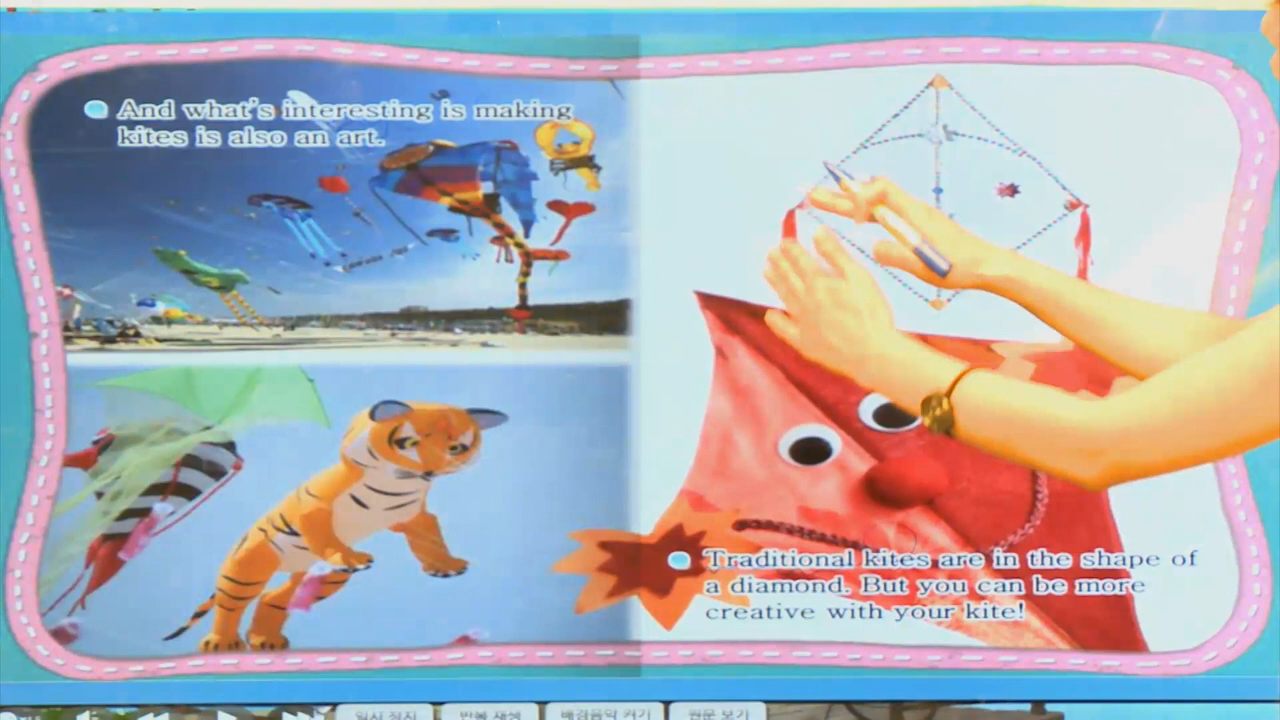 And what's interesting is making
kites is also an art.
Traditional kites are in the shape of
a diamond. But you can be more
creative with your kite!
일시 정지
반복 재생
배경음악 켜기
원문 보기